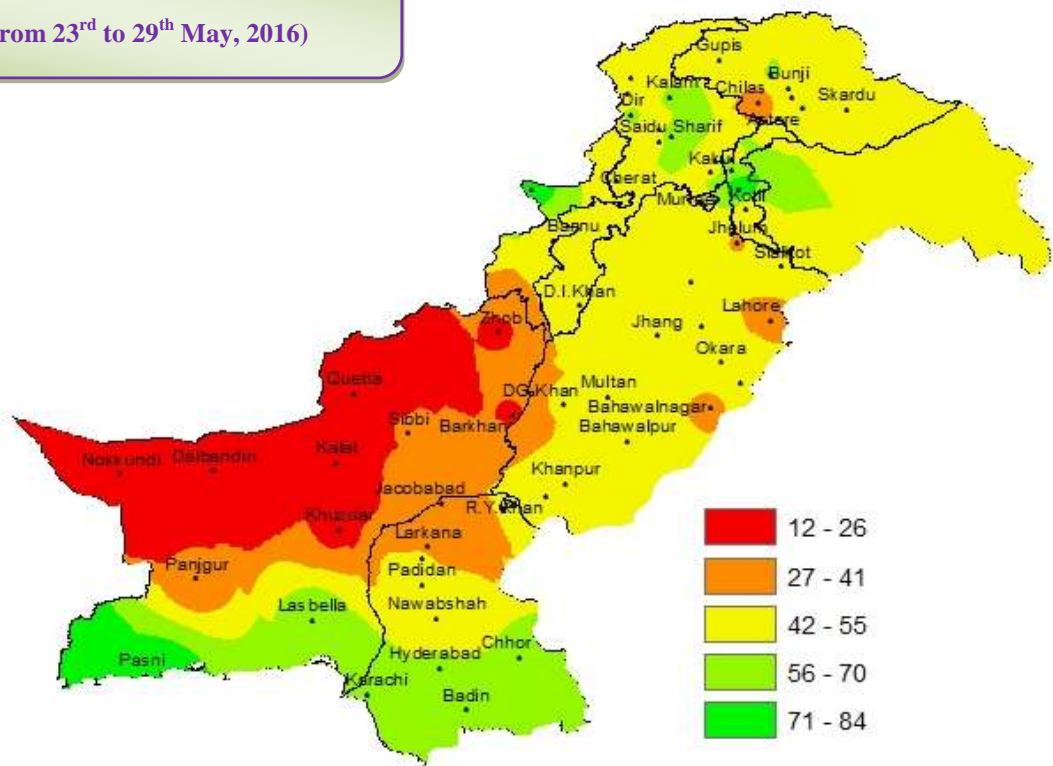 rom 23rd to 29th May, 2016)
Gupis
Bunji
Kalam
Chilas
Skardu
Dir
Astore
Saidu Sharif
Kakul
Cherat
Murree
Kotli
Bannu
Jhelum
Sialkot
D.I.Khan
Lahore
Zhob
Jhang
Okara
Quetta
DG.Khan
Multan
Bahawalnagar
Sibbi
Barkhan
Bahawalpur
Nokkundi
Dalbandin
Kalat
Khanpur
Jacobabad
R.Y.Khan
Khuzdar
Larkana
Panjgur
Padidan
Nawabshah
Lasbella
Chhor
Pasni
Hyderabad
Karachi
Badin
12 - 26
27 - 41
42 - 55
56 - 70
71 - 84